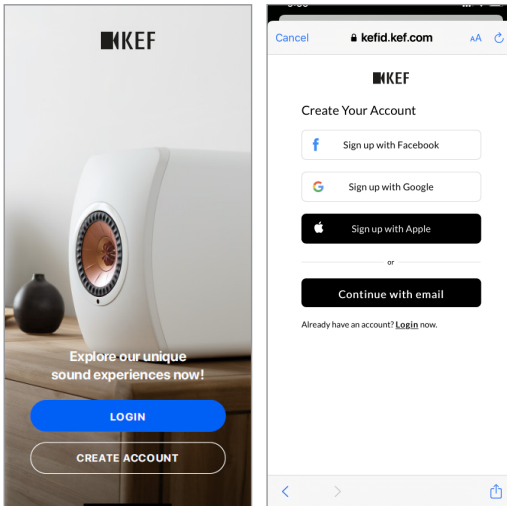 KEF
Explore our unique
sound experiences now!
LOGIN
CREATE ACCOUNT
Cancel
kefid.kef.com
AA
KEF
Create Your Account
Sign up with Facebook
Sign up with Google
Sign up with Apple
or
Continue with email
Already have an account? Login now.